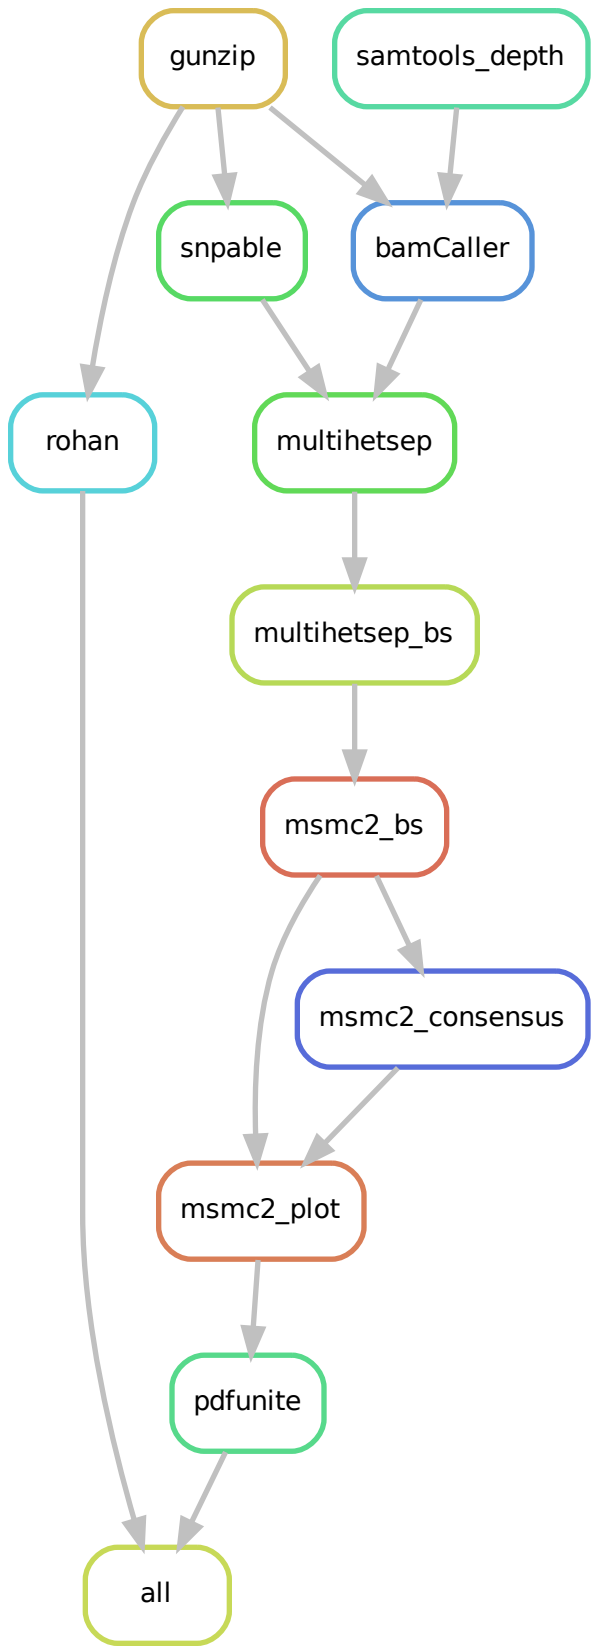 gunzip
samtools_depth
snpable
bamCaller
rohan
multihetsep
multihetsep_bs
msmc2_bs
msmc2_consensus
msmc2_plot
pdfunite
all